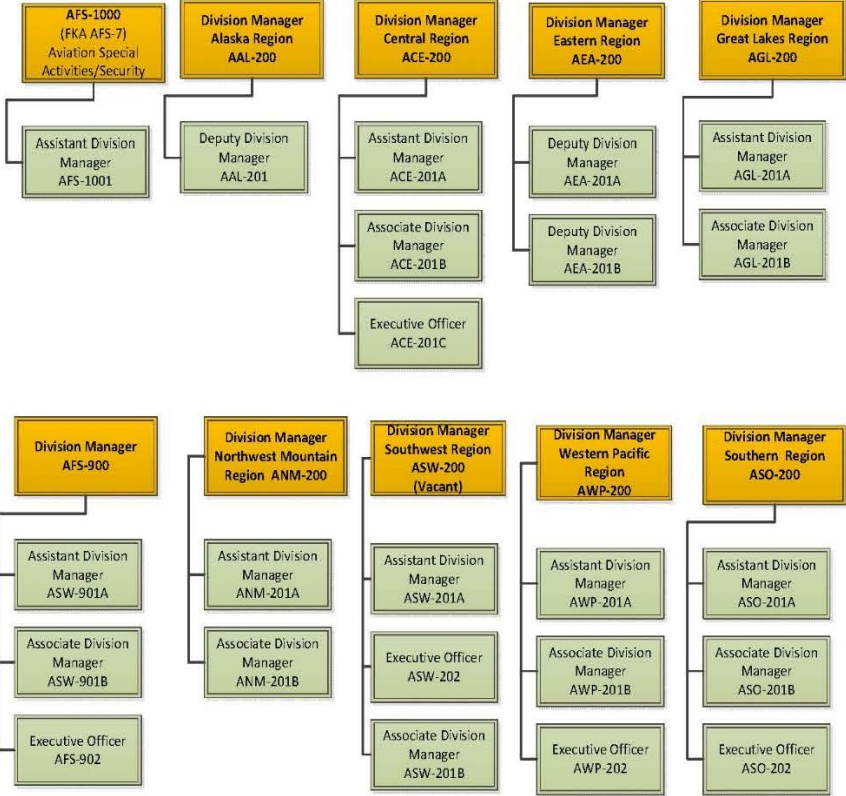 AFS-1000
(FKA AFS-7)
Aviation Special
Activities/Security
Assistant Division
Manager
AFS-1001
Division Manager
Alaska Region
AAL-200
Deputy Division
Manager
AAL-201
Division Manager
Central Region
ACE-200
Assistant Division
Manager
ACE-201A
Associate Division
Manager
ACE-201B
Executive Officer
ACE-201C
Division Manager
Eastern Region
AEA-200
Deputy Division
Manager
AEA-201A
Deputy Division
Manager
AEA-201B
Division Manager
Great Lakes Region
AGL-200
Assistant Division
Manager
AGL-201A
Associate Division
Manager
AGL-201B
Division Manager
AFS-900
Assistant Division
Manager
ASW-901A
Associate Division
Manager
ASW-901B
Executive Officer
AFS-902
Division Manager
Northwest Mountain
Region ANM-200
Assistant Division
Manager
ANM-201A
Associate Division
Manager
ANM-201B
Division Manager
Southwest Region
ASW-200
(Vacant)
Assistant Division
Manager
ASW-201A
Executive Officer
ASW-202
Associate Division
Manager
ASW-201B
Division Manager
Western Pacific
Region
AWP-200
Assistant Division
Manager
AWP-201A
Associate Division
Manager
AWP-201B
Executive Officer
AWP-202
Division Manager
Southern Region
ASO-200
Assistant Division
Manager
ASO-201A
Associate Division
Manager
ASO-201B
Executive Officer
ASO-202